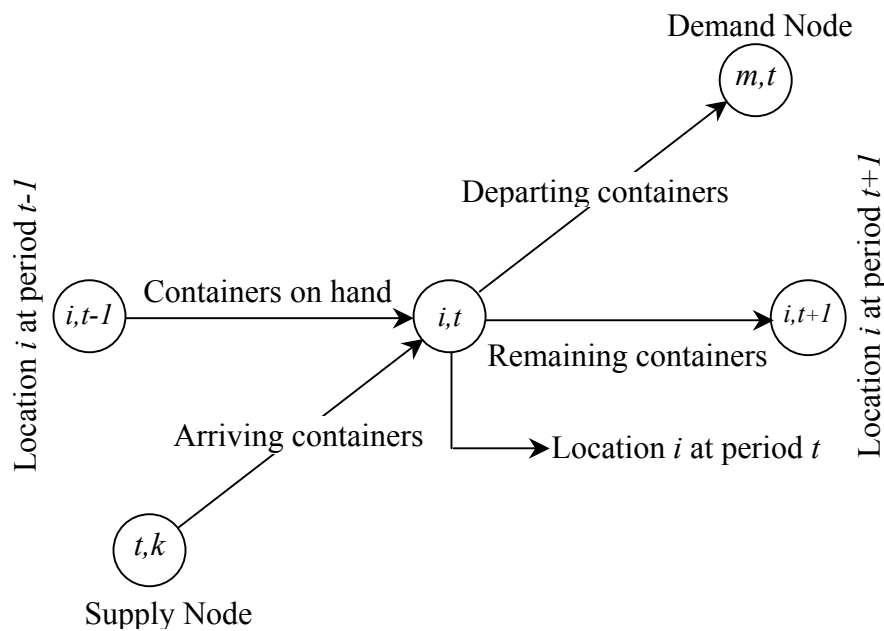 Demand Node
m,t
Departing containers
Location i at period t-1
Containers on hand
i,t-1
i,t
i,t+1
Location i at period t+1
Remaining containers
Arriving containers
Location i at period t
t,k
Supply Node